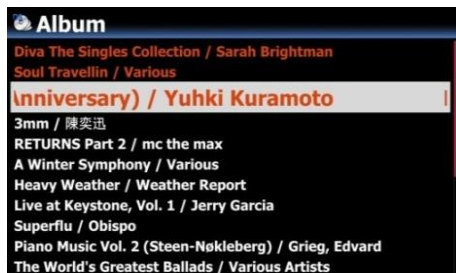 Album
Diva The Singles Collection / Sarah Brightman
Soul Travellin / Various
Anniversary) / Yuhki Kuramoto
3mm / 陳奕迅
RETURNS Part 2 / mc the max
A Winter Symphony / Various
Heavy Weather / Weather Report
Live at Keystone, Vol. 1 / Jerry Garcia
Superflu / Obispo
Piano Music Vol. 2 (Steen-Nøkleberg) / Grieg, Edvard
The World's Greatest Ballads / Various Artists